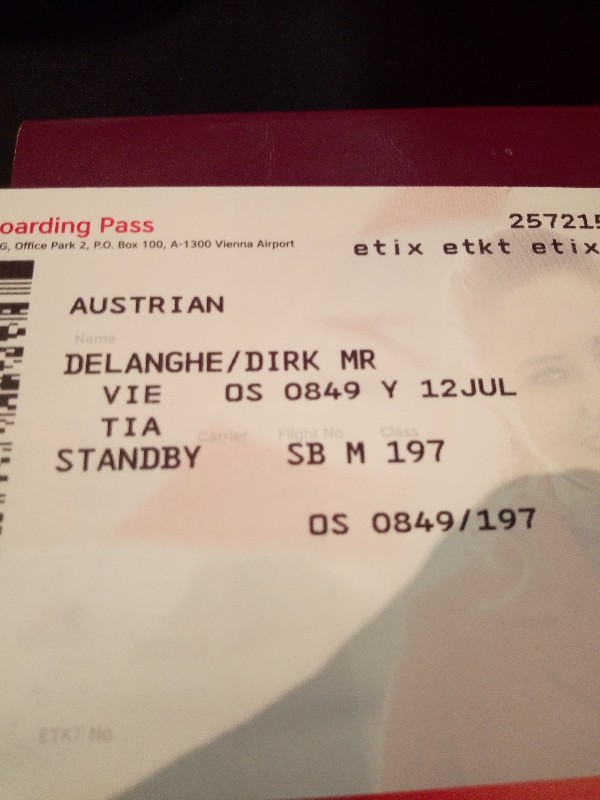 oarding Pass
G, Office Park 2, P.O. Box 100, A-1300 Vienna Airport
257215
etix etkt etix
AUSTRIAN
Name
DELANGHE/DIRK MR
VIE OS 0849 Y 12JUL
TIA
Carrier Flight No. Class
STANDBY SB M 197
OS 0849/197
ETKT No.